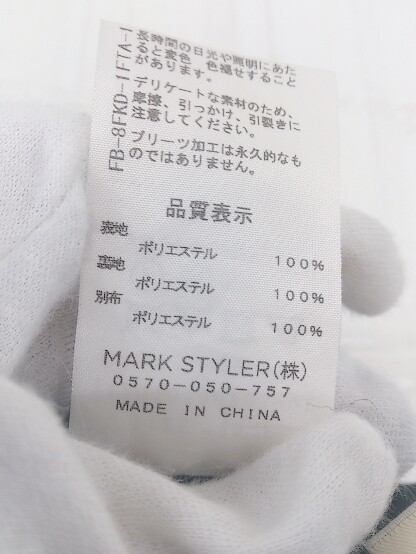 長時間の日光や照明にあた
ると変色 色褪せすること
があります。
デリケートな素材のため、
摩擦、引っかけ、引裂きに
注意してください。
プリーツ加工は永久的なも
のではありません。
FB-8FKD-1FTA-1
品質表示
表地
ポリエステル 100%
裏地
ポリエステル 100%
別布
ポリエステル 100%
MARK STYLER(株)
0570-050-757
MADE IN CHINA